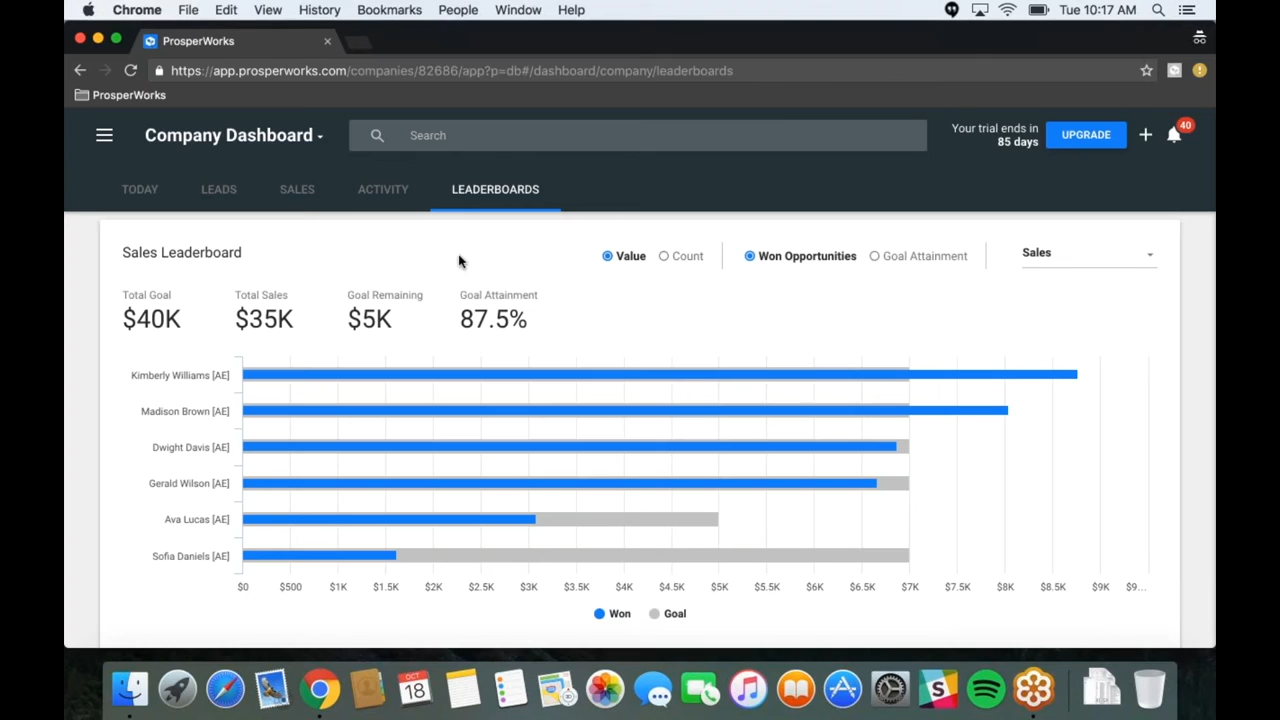 Chrome File Edit View History Bookmarks People Window Help Tue 10:17 AM
ProsperWorks ×
https://app.prosperworks.com/companies/82686/app?p=db#/dashboard/company/leaderboards
ProsperWorks
Company Dashboard Search Your trial ends in
85 days UPGRADE 40
TODAY LEADS SALES ACTIVITY LEADERBOARDS
Sales Leaderboard Value Count Won Opportunities Goal Attainment Sales
Total Goal Total Sales Goal Remaining Goal Attainment
$40K $35K $5K 87.5%
Kimberly Williams [AE]
Madison Brown [AE]
Dwight Davis [AE]
Gerald Wilson [AE]
Ava Lucas [AE]
Sofia Daniels [AE]
$0 $500 $1K $1.5K $2K $2.5K $3K $3.5K $4K $4.5K $5K $5.5K $6K $6.5K $7K $7.5K $8K $8.5K $9K $9...
Won Goal
OCT
18